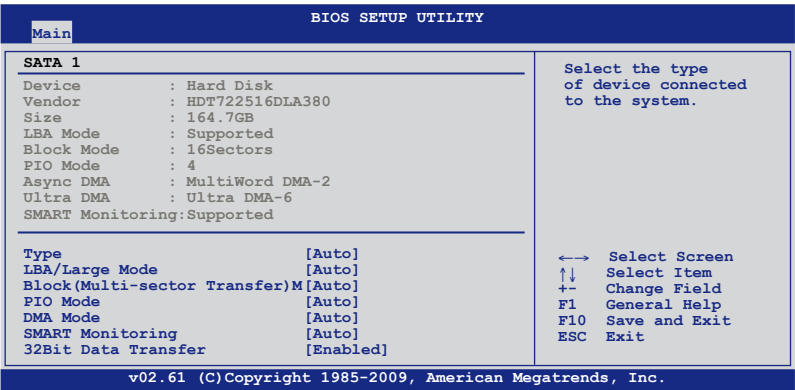 BIOS SETUP UTILITY
Main
SATA 1
Device : Hard Disk
Vendor : HDT722516DLA380
Size : 164.7GB
LBA Mode : Supported
Block Mode : 16Sectors
PIO Mode : 4
Async DMA : MultiWord DMA-2
Ultra DMA : Ultra DMA-6
SMART Monitoring:Supported
Type [Auto]
LBA/Large Mode [Auto]
Block(Multi-sector Transfer)M[Auto]
PIO Mode [Auto]
DMA Mode [Auto]
SMART Monitoring [Auto]
32Bit Data Transfer [Enabled]
Select the type
of device connected
to the system.
←→ Select Screen
↑↓ Select Item
+- Change Field
F1 General Help
F10 Save and Exit
ESC Exit
v02.61 (C)Copyright 1985-2009, American Megatrends, Inc.